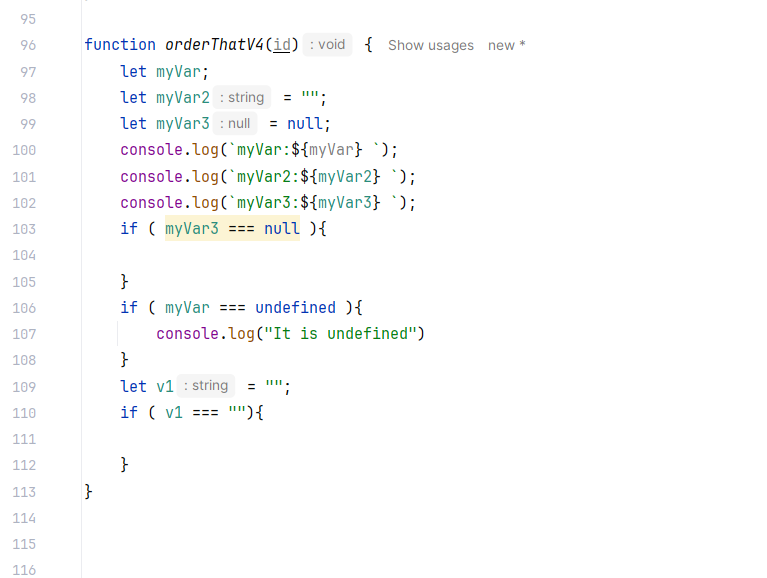 95
96 function orderThatV4(id) : void { Show usages new *
97 let myVar;
98 let myVar2 : string = "";
99 let myVar3 : null = null;
100 console.log(`myVar:${myVar} `);
101 console.log(`myVar2:${myVar2} `);
102 console.log(`myVar3:${myVar3} `);
103 if ( myVar3 === null ){
104
105 }
106 if ( myVar === undefined ){
107 console.log("It is undefined")
108 }
109 let v1 : string = "";
110 if ( v1 === ""){
111
112 }
113 }
114
115
116